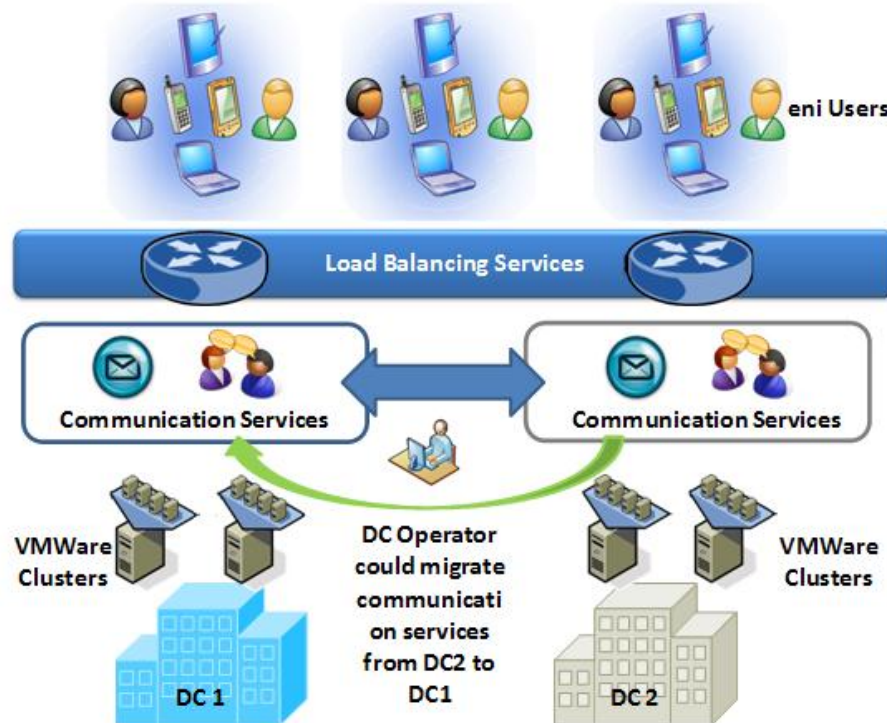 eni Users
Load Balancing Services
Communication Services
Communication Services
VMWare
Clusters
DC Operator
could migrate
communicati
on services
from DC2 to
DC1
VMWare
Clusters
DC 1
DC 2